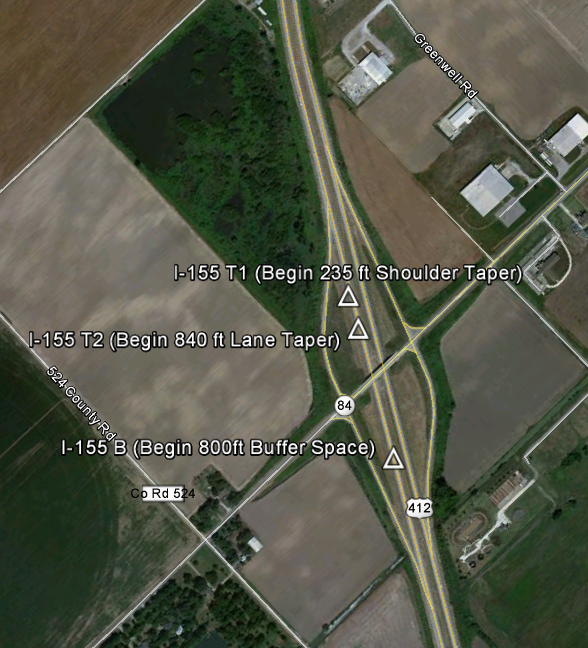 Greenwell Rd
I-155 T1 (Begin 235 ft Shoulder Taper)
I-155 T2 (Begin 840 ft Lane Taper)
524 County Rd
84
I-155 B (Begin 800ft Buffer Space)
Co Rd 524
412